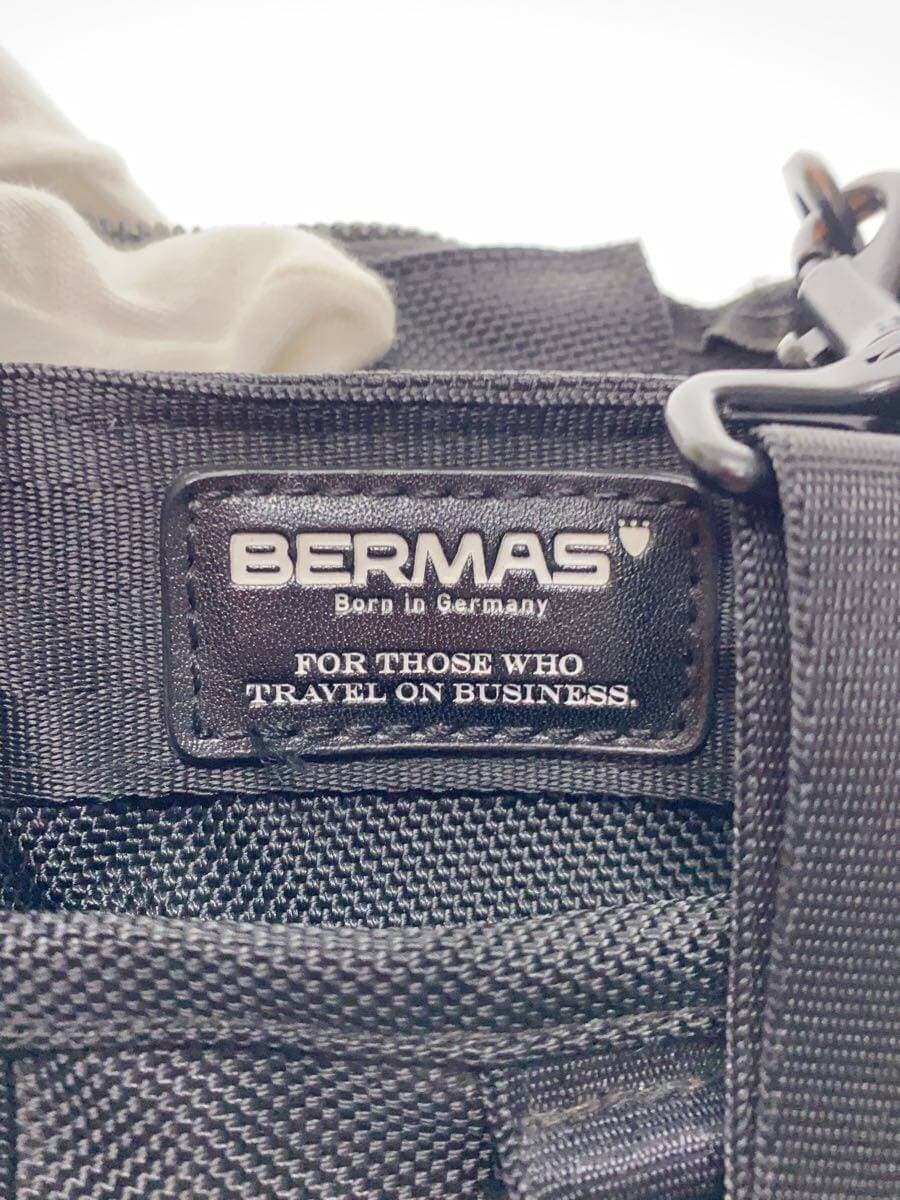 BERMAS
Born in Germany
FOR THOSE WHO
TRAVEL ON BUSINESS.